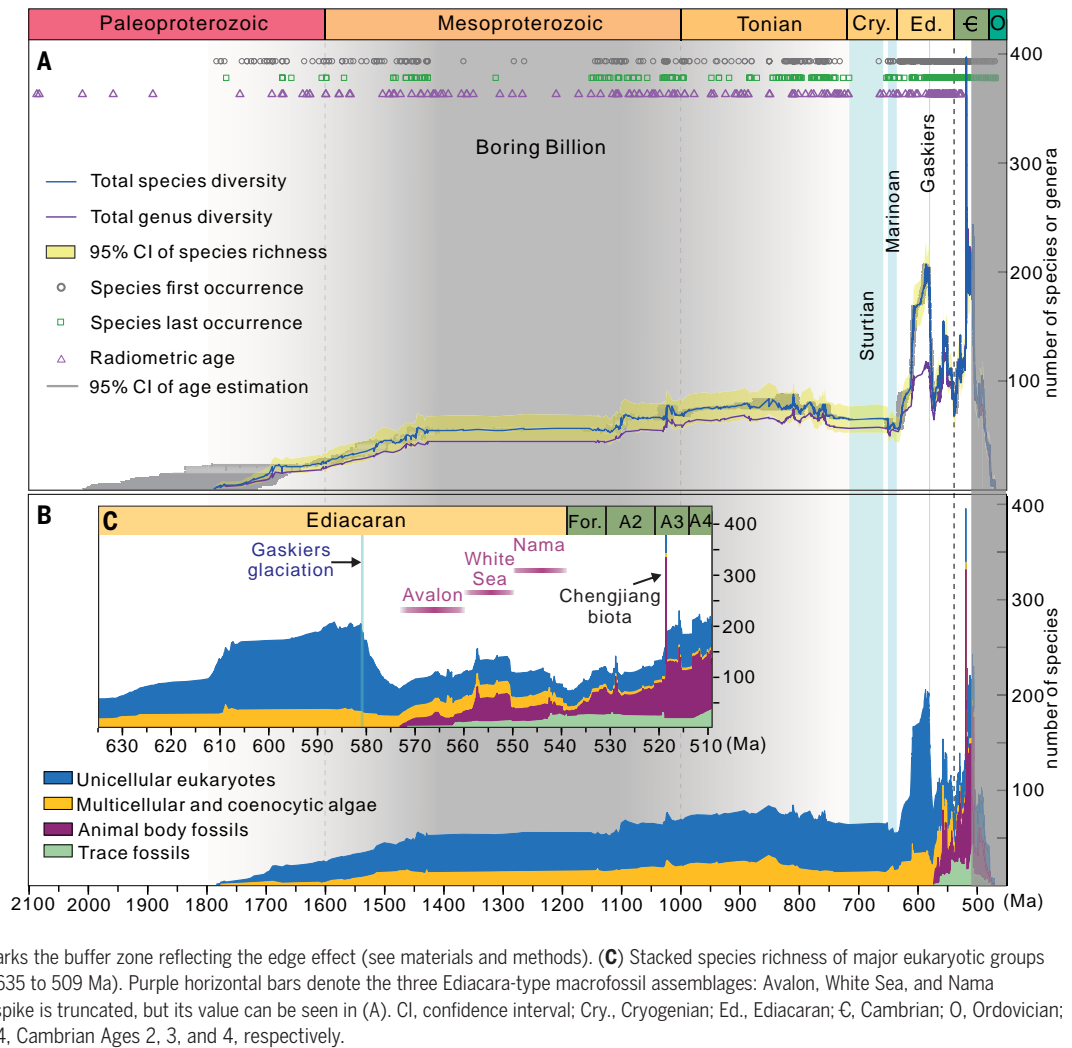 Paleoproterozoic Mesoproterozoic Tonian Cry. Ed. Є O
A
400
Boring Billion
Gaskiers
Marinoan
Sturtian
300
200
100
number of species or genera
Total species diversity
Total genus diversity
95% CI of species richness
Species first occurrence
Species last occurrence
Radiometric age
95% CI of age estimation
B
C
Ediacaran For. A2 A3 A4
400
300
200
100
Gaskiers
glaciation
Avalon
White
Sea
Nama
Chengjiang
biota
630 620 610 600 590 580 570 560 550 540 530 520 510 (Ma)
400
300
200
100
number of species
Unicellular eukaryotes
Multicellular and coenocytic algae
Animal body fossils
Trace fossils
2100 2000 1900 1800 1700 1600 1500 1400 1300 1200 1100 1000 900 800 700 600 500 (Ma)
arks the buffer zone reflecting the edge effect (see materials and methods). (C) Stacked species richness of major eukaryotic groups
635 to 509 Ma). Purple horizontal bars denote the three Ediacara-type macrofossil assemblages: Avalon, White Sea, and Nama
spike is truncated, but its value can be seen in (A). CI, confidence interval; Cry., Cryogenian; Ed., Ediacaran; Є, Cambrian; O, Ordovician;
4, Cambrian Ages 2, 3, and 4, respectively.